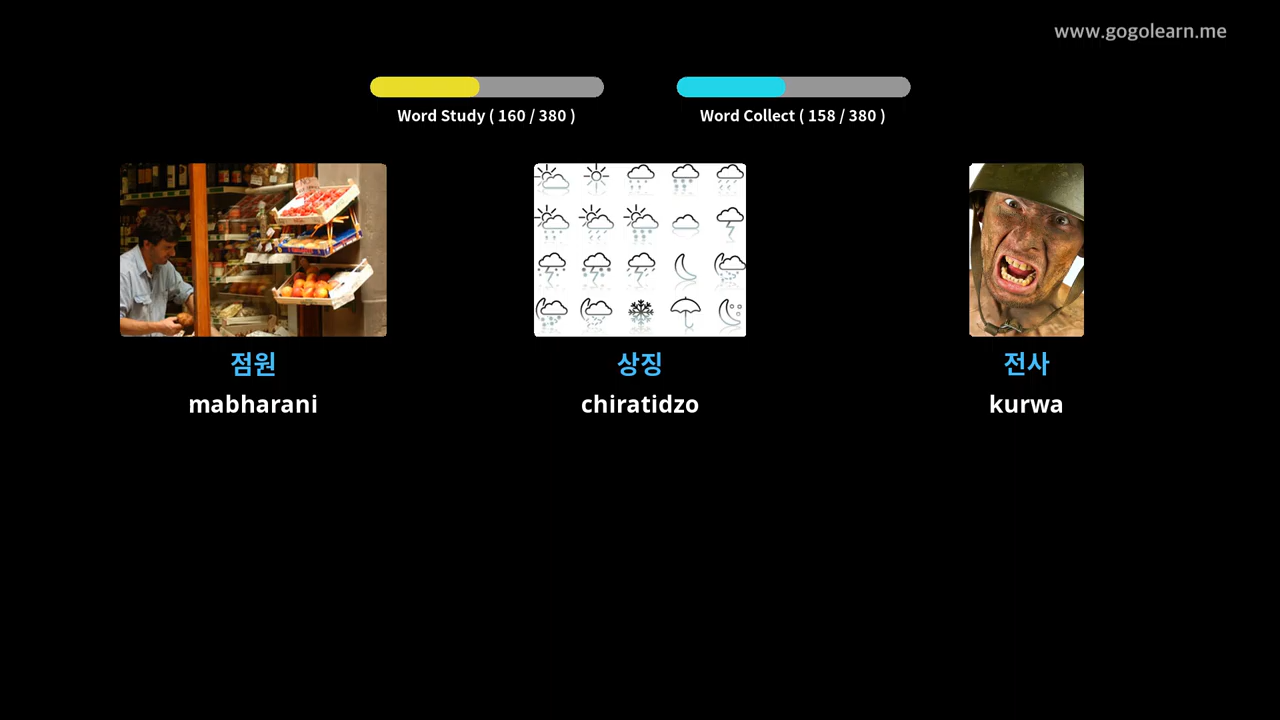 www.gogolearn.me
Word Study ( 160 / 380 )
Word Collect ( 158 / 380 )
점원
상징
전사
mabharani
chiratidzo
kurwa